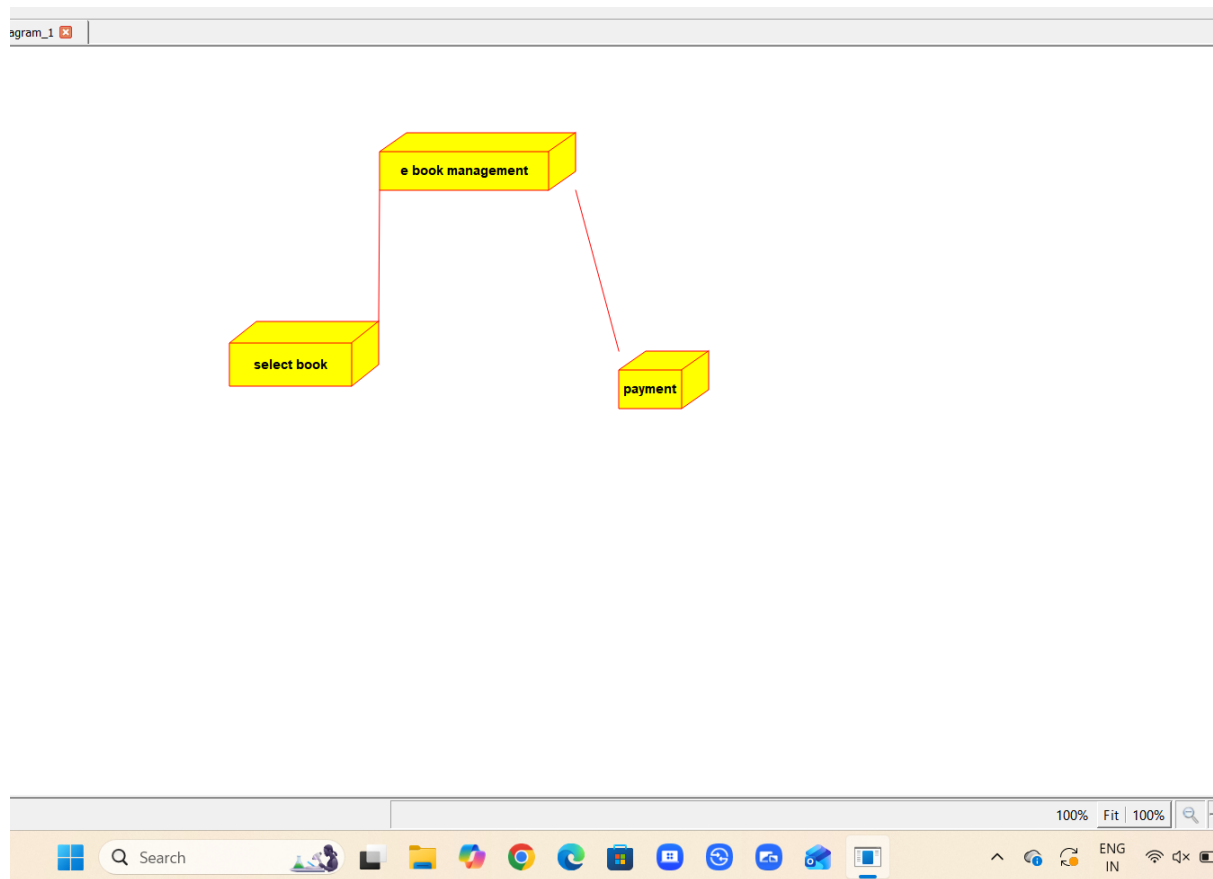 agram_1
e book management
select book
payment
100% Fit 100%
Search
ENG
IN